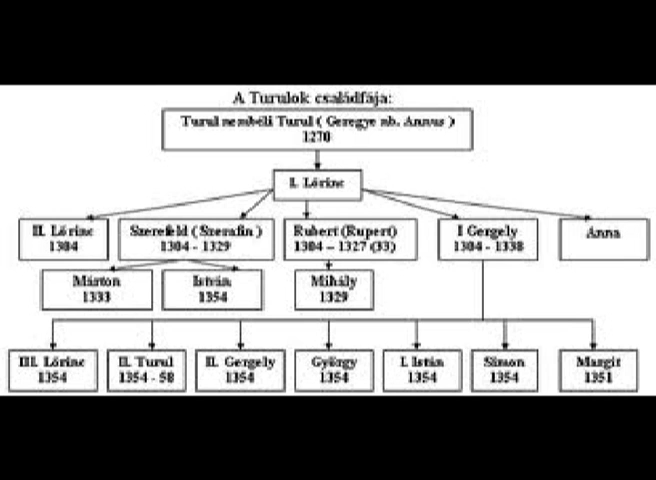 A Turulok családfája:
Turul nembéli Turul ( Geregye nb. Annus )
1270
I. Lőrinc
II. Lőrinc
1304
Szerefeld ( Szerafin )
1304 - 1329
Rubert (Rupert)
1304 – 1327 (33)
I Gergely
1304 - 1338
Anna
Márton
1333
István
1354
Mihály
1329
III. Lőrinc
1354
II. Turul
1354 - 58
II. Gergely
1354
György
1354
I. Istán
1354
Simon
1354
Margit
1351